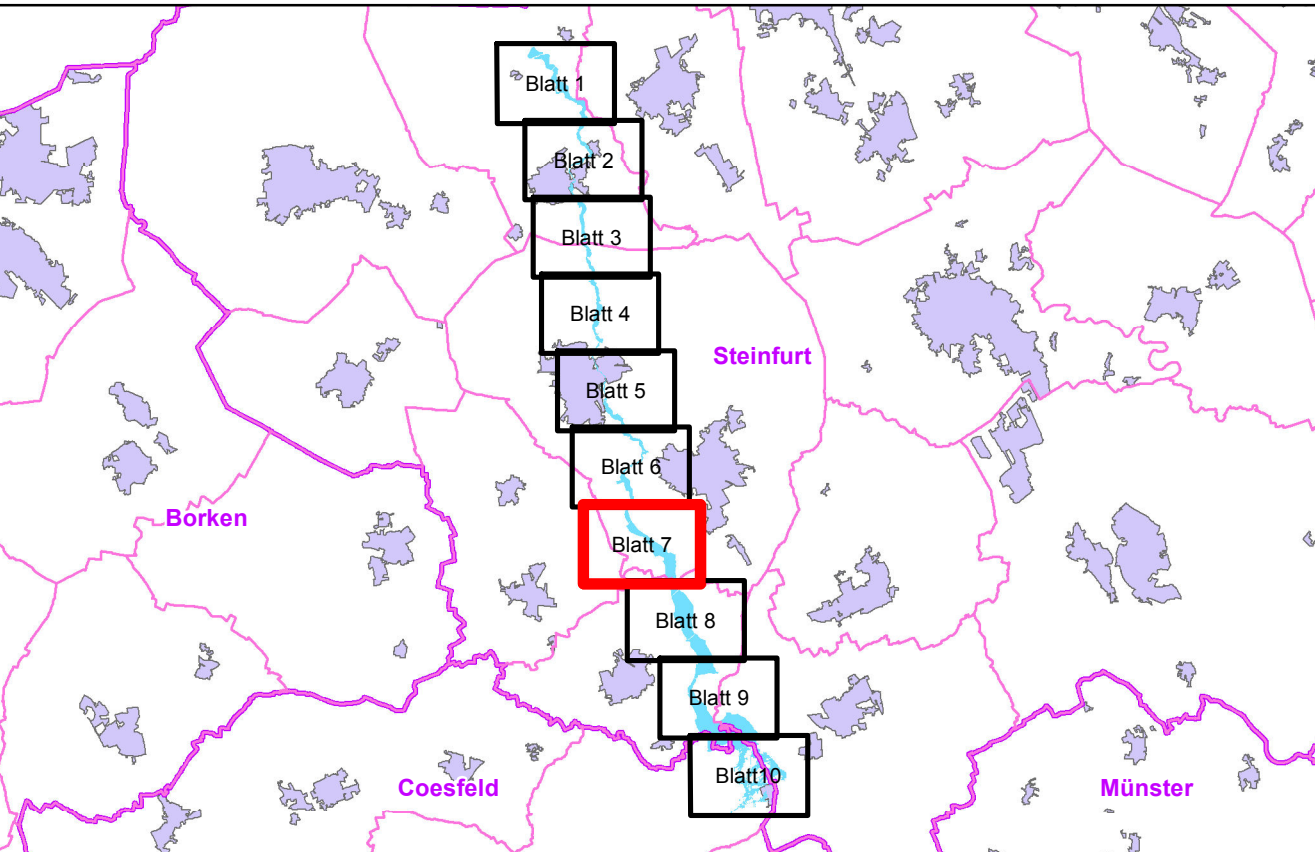 Blatt 1
Blatt 2
Blatt 3
Blatt 4
Steinfurt
Blatt 5
Blatt 6
Borken
Blatt 7
Blatt 8
Blatt 9
Blatt10
Coesfeld
Münster